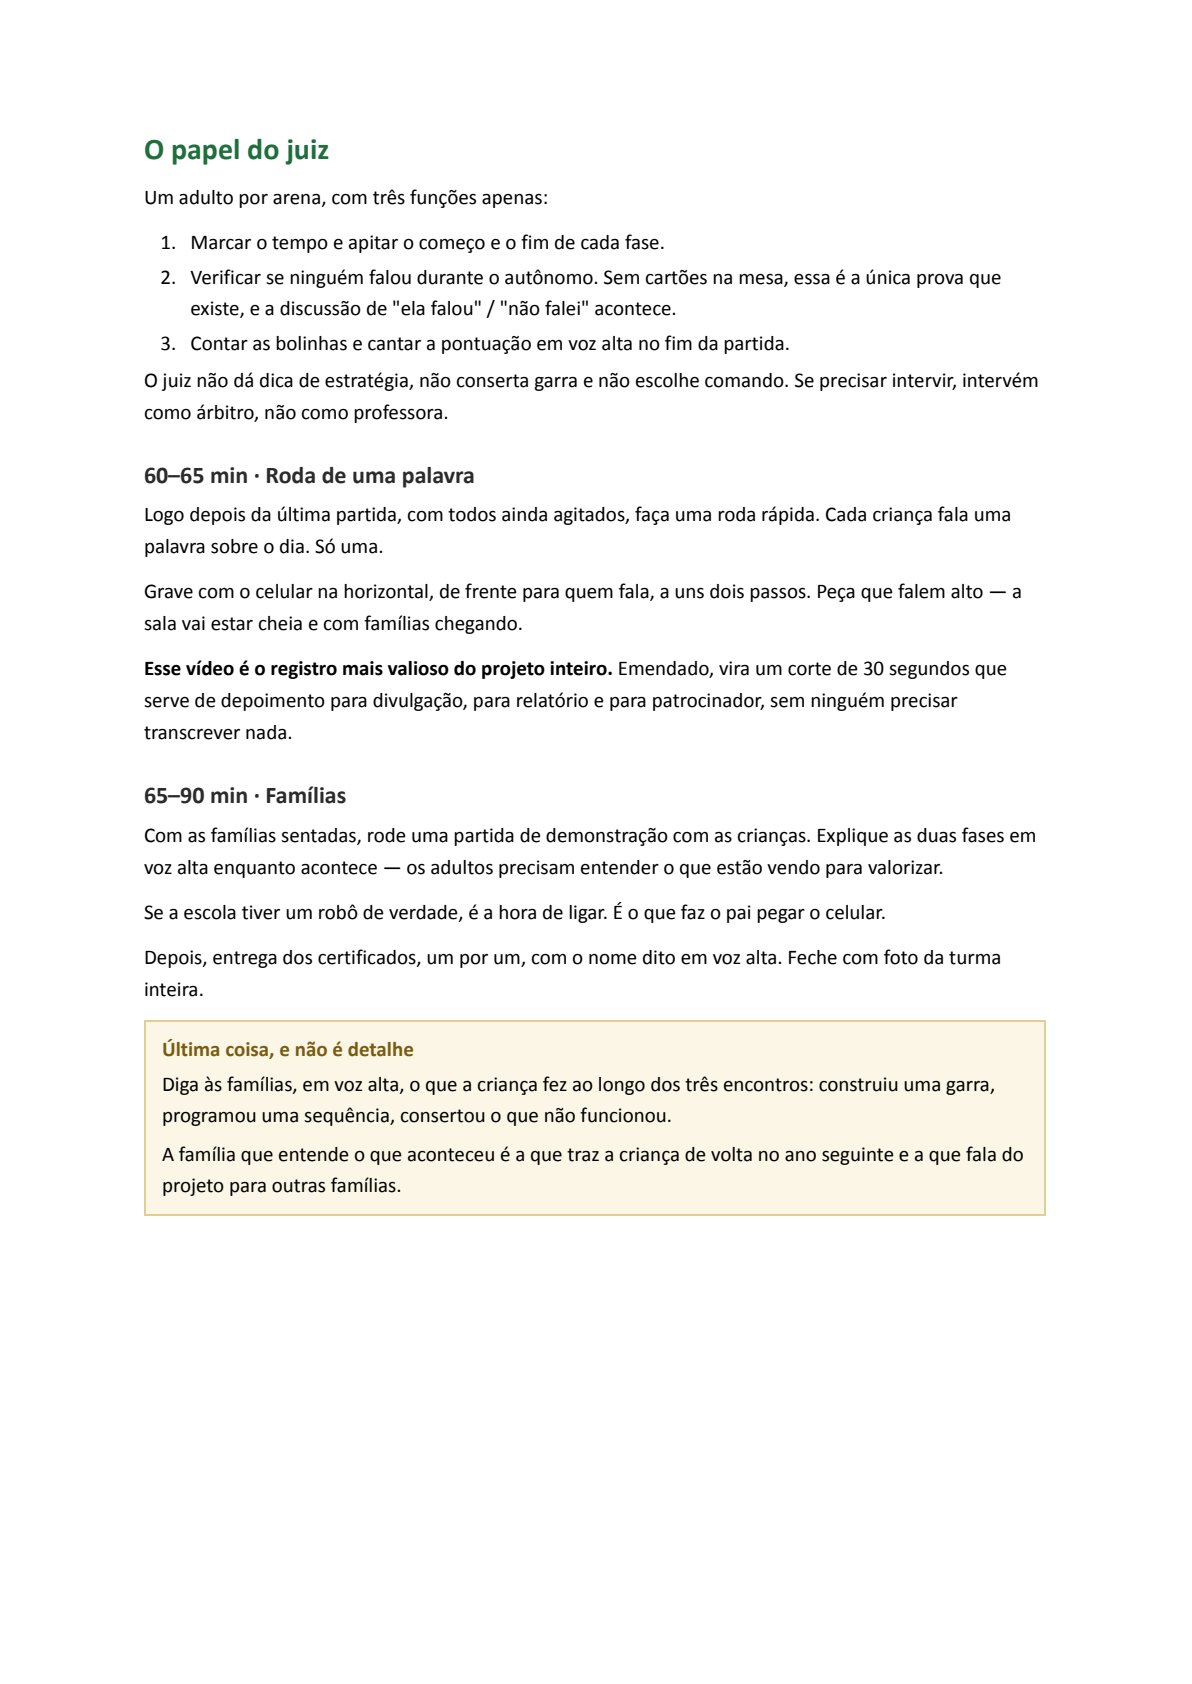 O papel do juiz
Um adulto por arena, com três funções apenas:
1. Marcar o tempo e apitar o começo e o fim de cada fase.
2. Verificar se ninguém falou durante o autônomo. Sem cartões na mesa, essa é a única prova que
existe, e a discussão de "ela falou" / "não falei" acontece.
3. Contar as bolinhas e cantar a pontuação em voz alta no fim da partida.
O juiz não dá dica de estratégia, não conserta garra e não escolhe comando. Se precisar intervir, intervém
como árbitro, não como professora.
60–65 min · Roda de uma palavra
Logo depois da última partida, com todos ainda agitados, faça uma roda rápida. Cada criança fala uma
palavra sobre o dia. Só uma.
Grave com o celular na horizontal, de frente para quem fala, a uns dois passos. Peça que falem alto — a
sala vai estar cheia e com famílias chegando.
Esse vídeo é o registro mais valioso do projeto inteiro. Emendado, vira um corte de 30 segundos que
serve de depoimento para divulgação, para relatório e para patrocinador, sem ninguém precisar
transcrever nada.
65–90 min · Famílias
Com as famílias sentadas, rode uma partida de demonstração com as crianças. Explique as duas fases em
voz alta enquanto acontece — os adultos precisam entender o que estão vendo para valorizar.
Se a escola tiver um robô de verdade, é a hora de ligar. É o que faz o pai pegar o celular.
Depois, entrega dos certificados, um por um, com o nome dito em voz alta. Feche com foto da turma
inteira.
Última coisa, e não é detalhe
Diga às famílias, em voz alta, o que a criança fez ao longo dos três encontros: construiu uma garra,
programou uma sequência, consertou o que não funcionou.
A família que entende o que aconteceu é a que traz a criança de volta no ano seguinte e a que fala do
projeto para outras famílias.